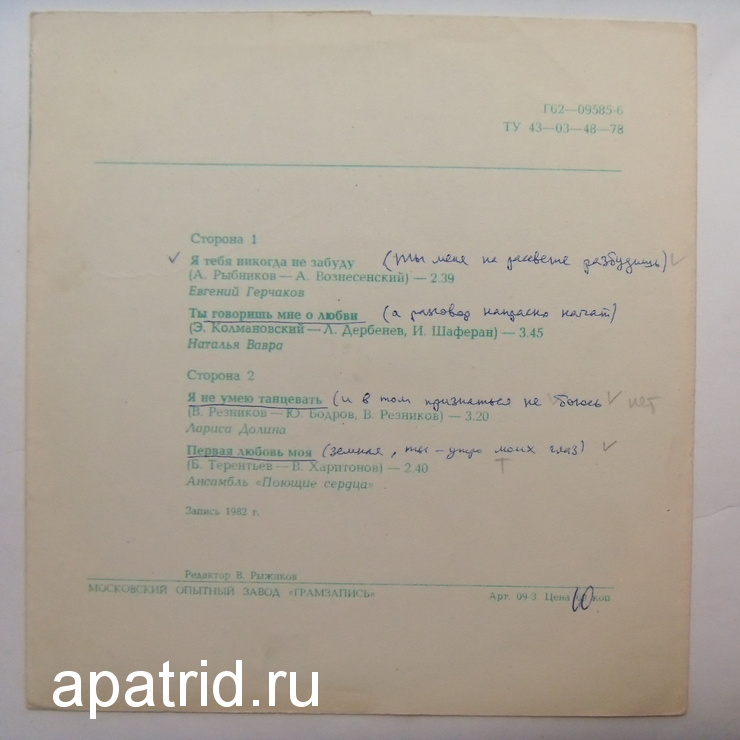 Г62—09585-6
ТУ 43—03—48—78
Сторона 1
Я тебя никогда не забуду (ты меня на рассвете разбудишь)
(А. Рыбников — А. Вознесенский) — 2.39
Евгений Герчаков
Ты говоришь мне о любви (а разговор напрасно начат)
(Э. Колмановский — Л. Дербенев, И. Шаферан) — 3.45
Наталья Вавра
Сторона 2
Я не умею танцевать (и в том признаться не боюсь нет
(В. Резников — Ю. Бодров, В. Резников) — 3.20
Лариса Долина
Первая любовь моя (земная, ты – утро моих глаз)
(Б. Терентьев — В. Харитонов) — 2.40
Ансамбль «Поющие сердца»
Запись 1982 г.
Редактор В. Рыжиков
МОСКОВСКИЙ ОПЫТНЫЙ ЗАВОД «ГРАМЗАПИСЬ» Арт. 09-3 Цена коп
apatrid.ru